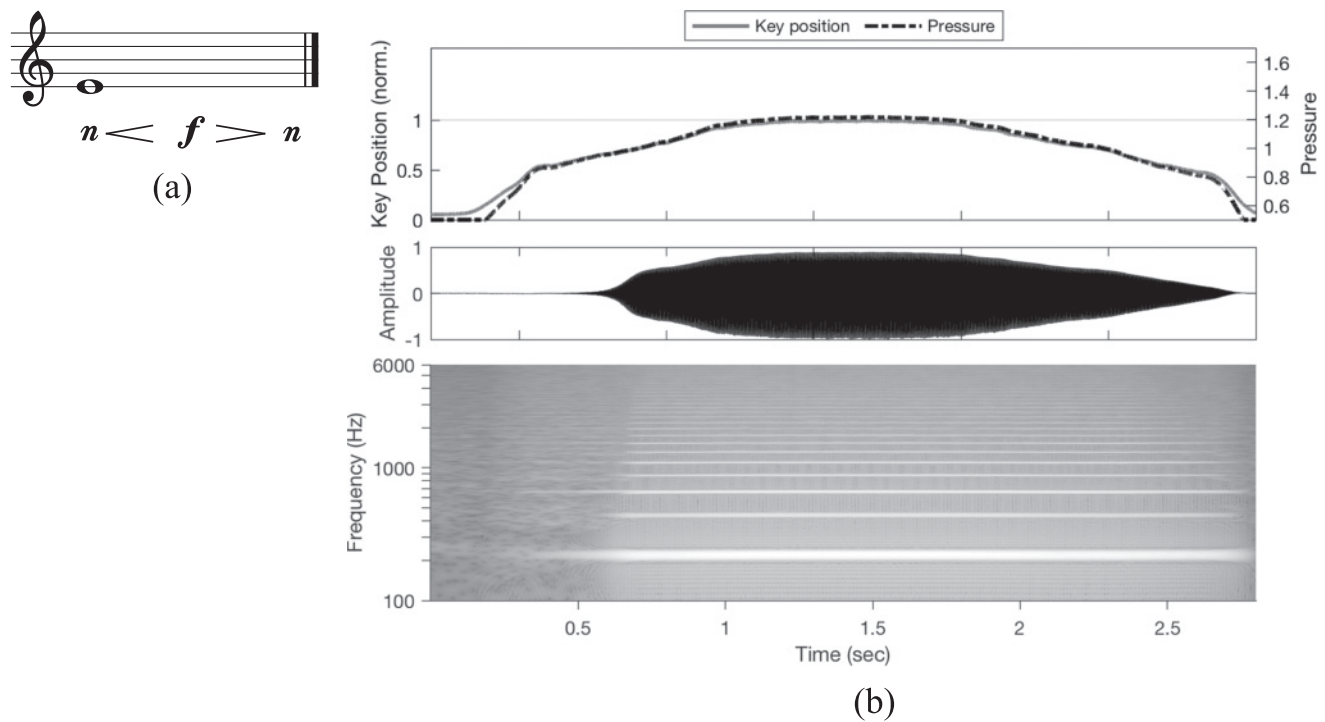 n f n
(a)
Key position Pressure
Key Position (norm.)
1
0.5
0
1.6
1.4
1.2
1
0.8
0.6
Pressure
Amplitude
1
0
-1
Frequency (Hz)
6000
1000
100
0.5 1 1.5 2 2.5
Time (sec)
(b)